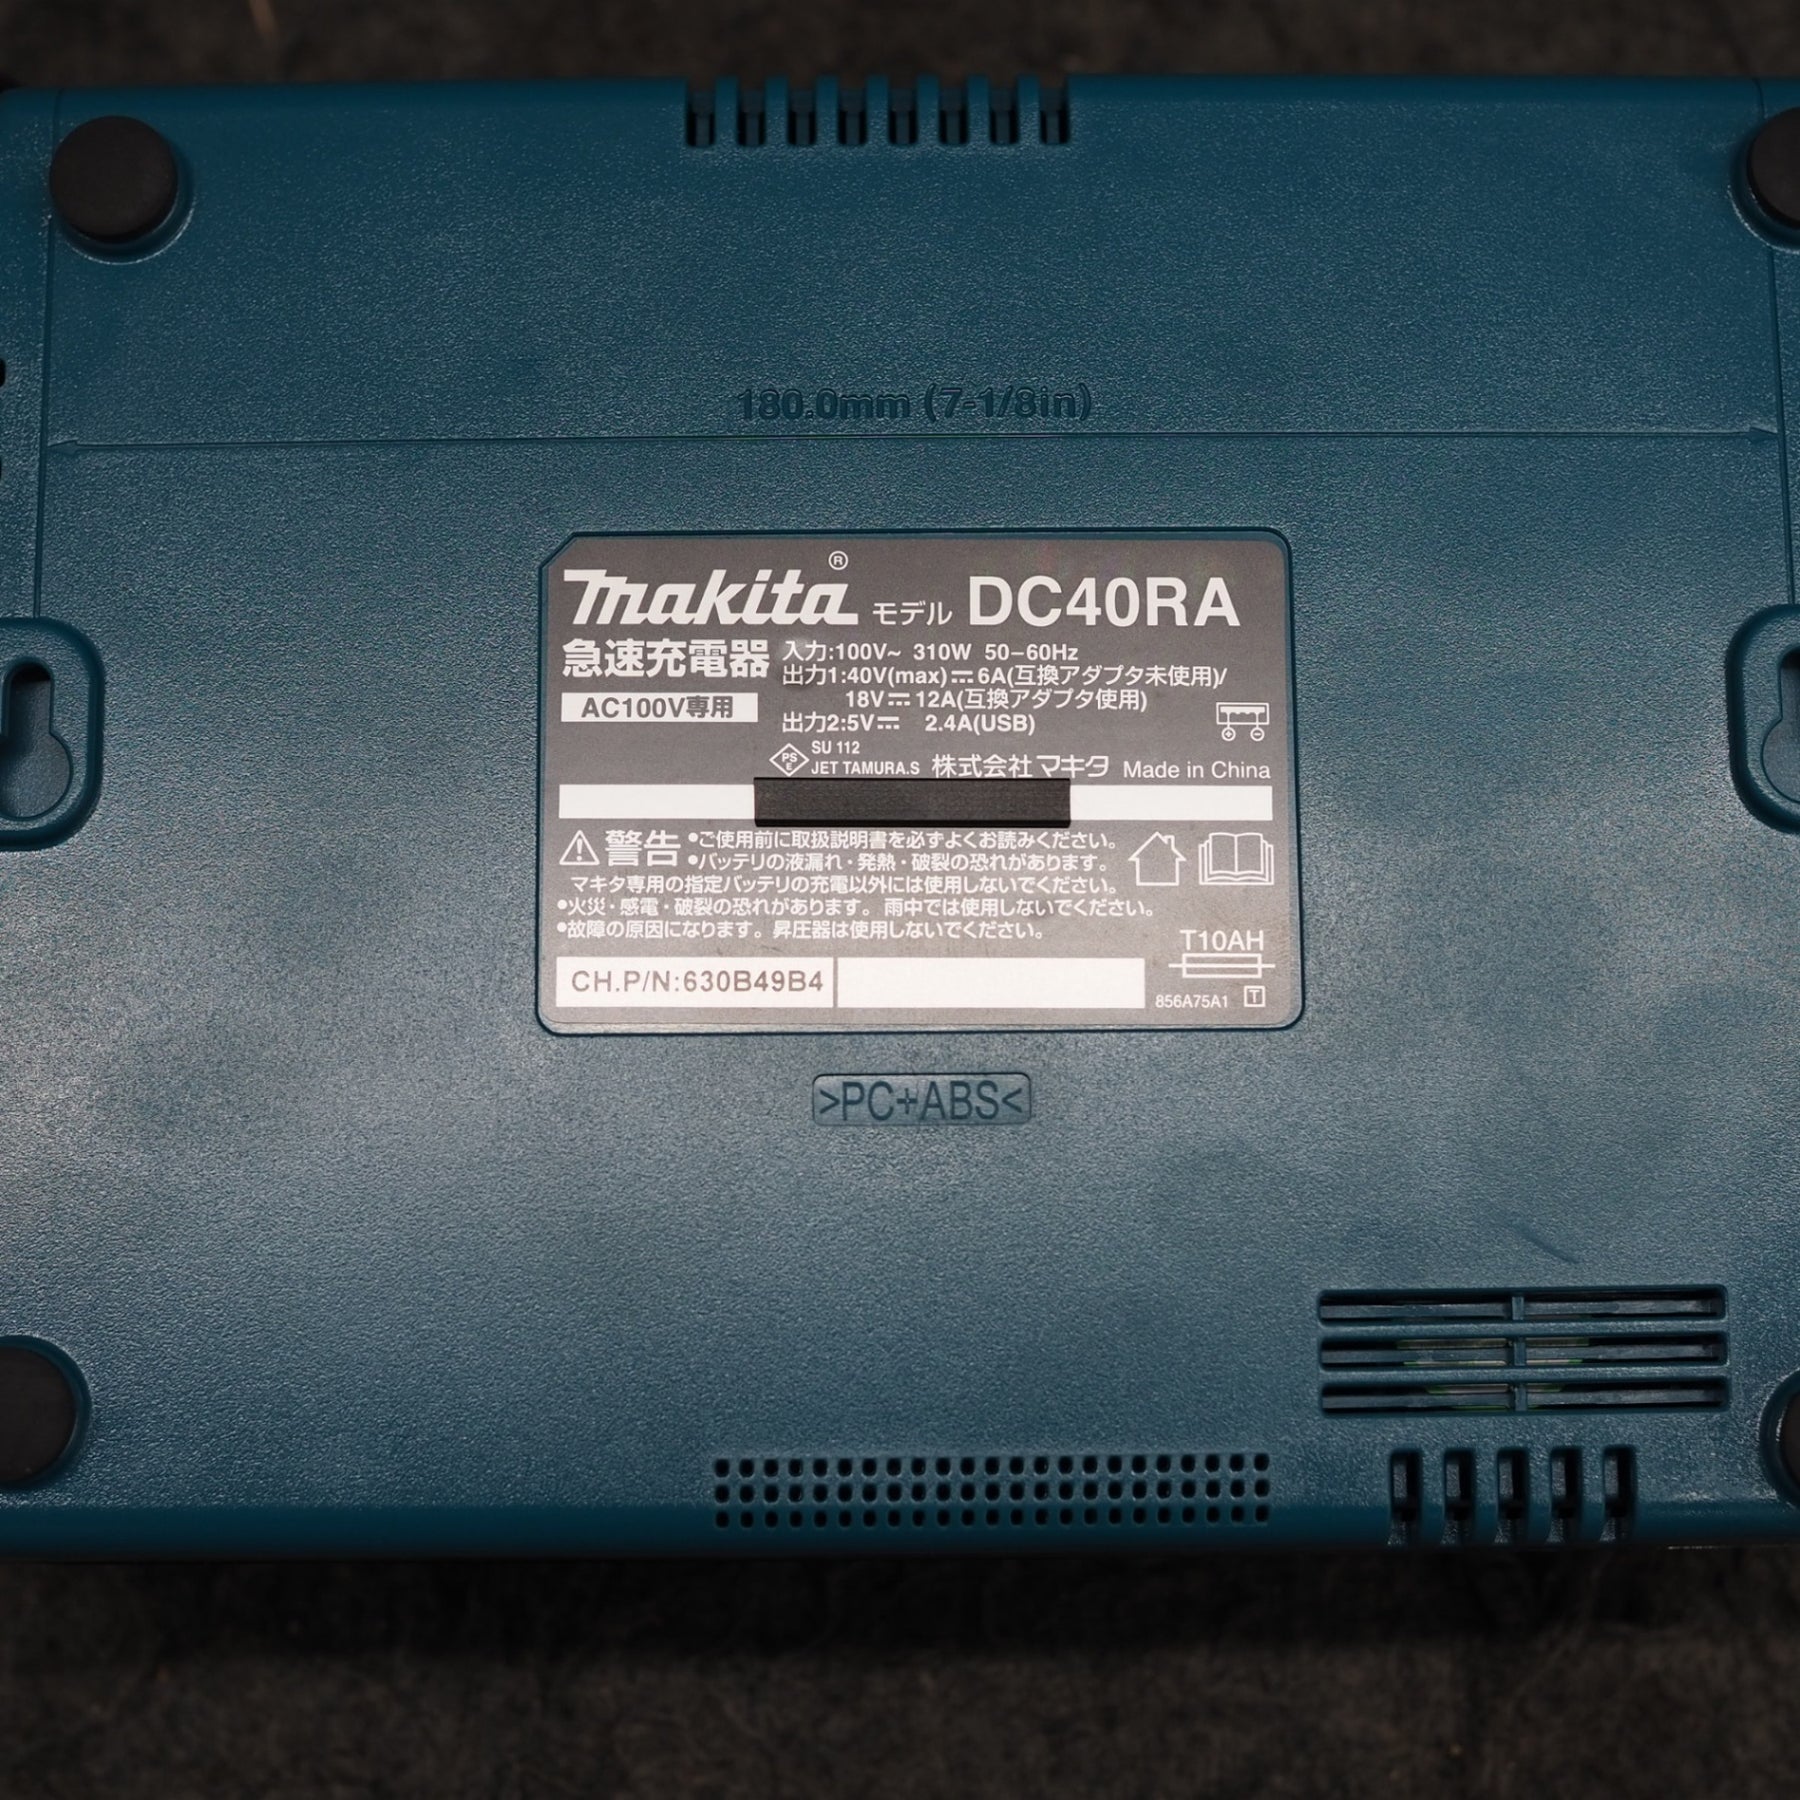 180.0mm (7-1/8in)
makita® モデル DC40RA
急速充電器
AC100V専用
入力:100V~ 310W 50-60Hz
出力1:40V(max)⎓6A(互換アダプタ未使用)/
18V⎓12A(互換アダプタ使用)
出力2:5V⎓ 2.4A(USB)
PS
E
SU 112
JET TAMURA.S 株式会社マキタ Made in China
⚠警告 •ご使用前に取扱説明書を必ずよくお読みください。
•バッテリの液漏れ・発熱・破裂の恐れがあります。
マキタ専用の指定バッテリの充電以外には使用しないでください。
•火災・感電・破裂の恐れがあります。雨中では使用しないでください。
•故障の原因になります。昇圧器は使用しないでください。
T10AH
CH.P/N:630B49B4
856A75A1 T
>PC+ABS<